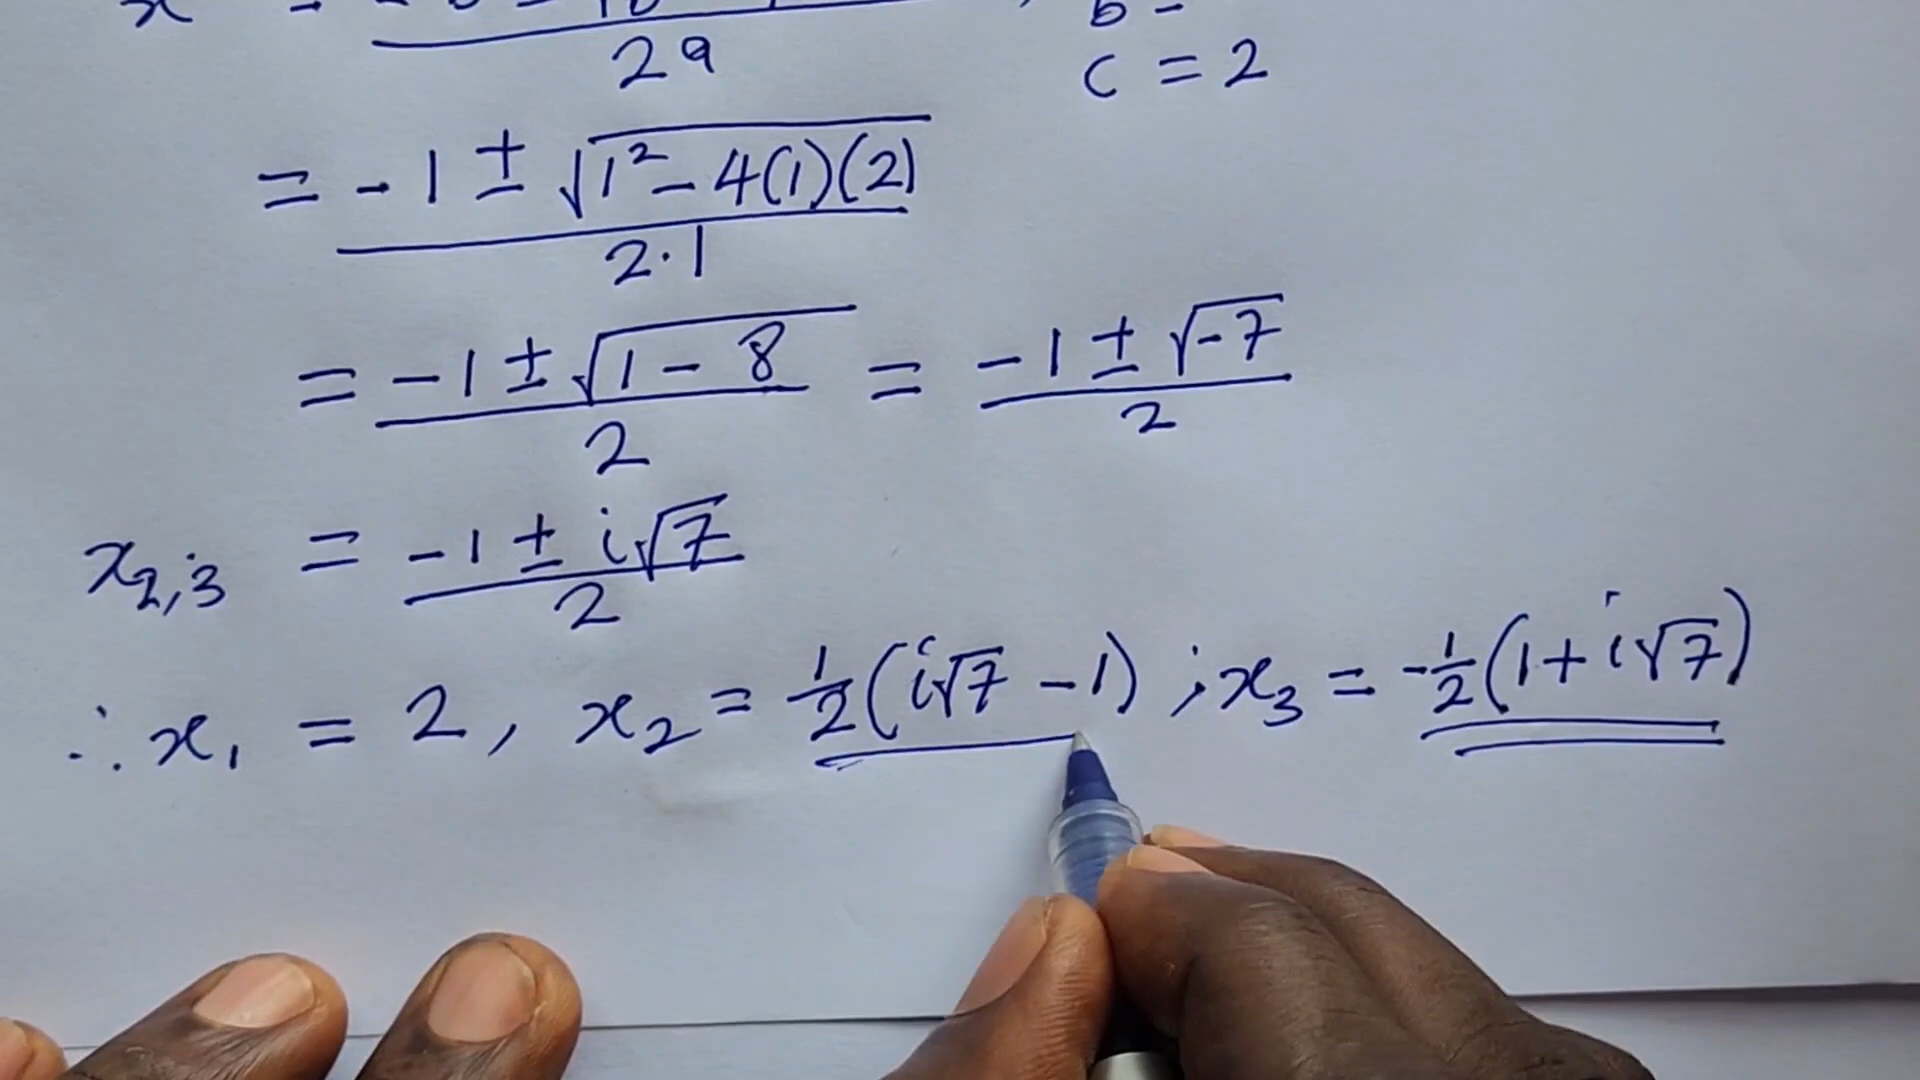 2a
c = 2
= -1 ± √(1² - 4(1)(2)) / 2·1
= -1 ± √(1 - 8) / 2 = -1 ± √-7 / 2
x₂,₃ = -1 ± i√7 / 2
∴ x₁ = 2, x₂ = ½(i√7 - 1) ; x₃ = -½(1 + i√7)